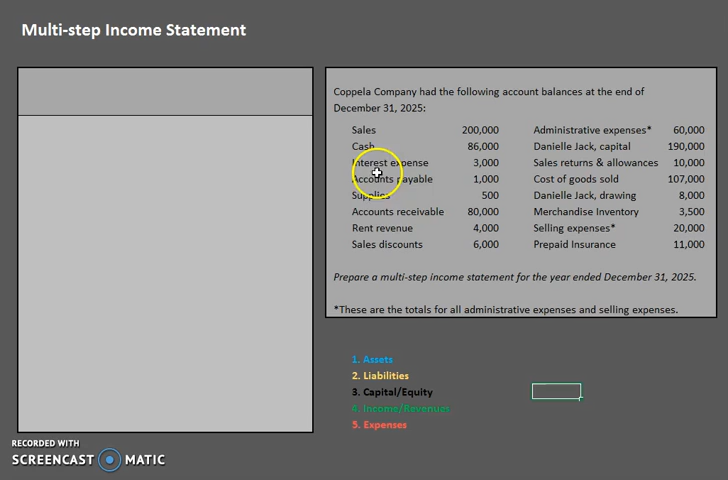 Multi-step Income Statement
Coppela Company had the following account balances at the end of
December 31, 2025:
Sales 200,000 Administrative expenses* 60,000
Cash 86,000 Danielle Jack, capital 190,000
Interest expense 3,000 Sales returns & allowances 10,000
Accounts payable 1,000 Cost of goods sold 107,000
Supplies 500 Danielle Jack, drawing 8,000
Accounts receivable 80,000 Merchandise Inventory 3,500
Rent revenue 4,000 Selling expenses* 20,000
Sales discounts 6,000 Prepaid Insurance 11,000
Prepare a multi-step income statement for the year ended December 31, 2025.
*These are the totals for all administrative expenses and selling expenses.
1. Assets
2. Liabilities
3. Capital/Equity
4. Income/Revenues
5. Expenses
RECORDED WITH
SCREENCAST MATIC